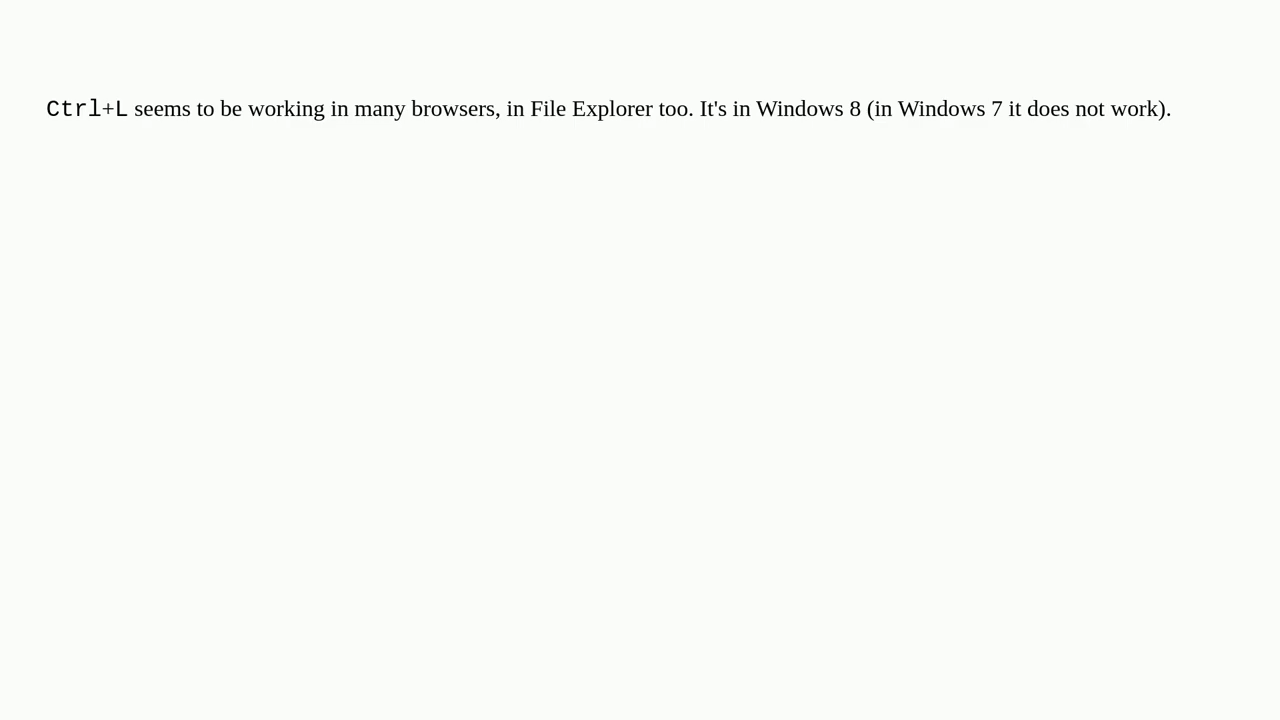 Ctrl+L seems to be working in many browsers, in File Explorer too. It's in Windows 8 (in Windows 7 it does not work).